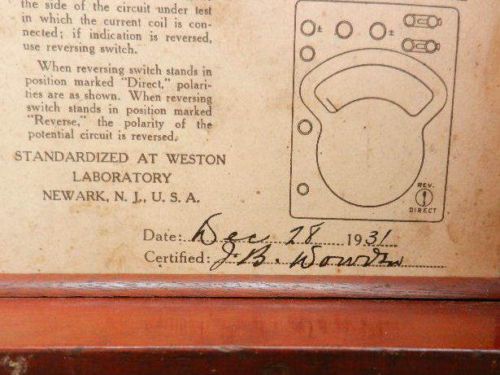 the side of the circuit under test
in which the current coil is con-
nected; if indication is reversed,
use reversing switch.
When reversing switch stands in
position marked "Direct," polari-
ties are as shown. When reversing
switch stands in position marked
"Reverse," the polarity of the
potential circuit is reversed.
STANDARDIZED AT WESTON
LABORATORY
NEWARK, N. J., U. S. A.
±
±
REV.
DIRECT
Date: Dec 28 1931
Certified: J. B.